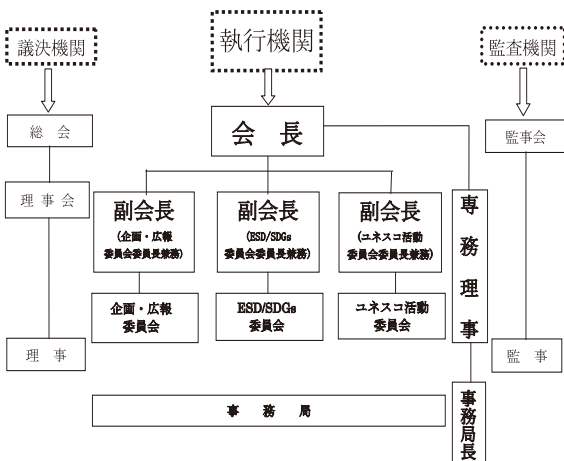 議決機関
執行機関
監査機関
総 会
会 長
監事会
理 事 会
副会長
(企画・広報
委員会委員長兼務)
副会長
(ESD/SDGs
委員会委員長兼務)
副会長
(ユネスコ活動
委員会委員長兼務)
専務理事
企画・広報
委員会
ESD/SDGs
委員会
ユネスコ活動
委員会
理 事
監 事
事 務 局
事務局長